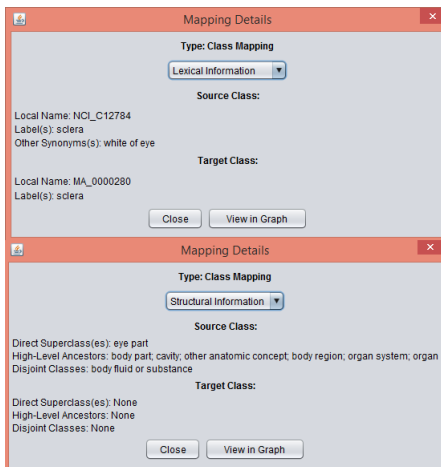 Mapping Details
Type: Class Mapping
Lexical Information
Source Class:
Local Name: NCI_C12784
Label(s): sclera
Other Synonyms(s): white of eye
Target Class:
Local Name: MA_0000280
Label(s): sclera
Close View in Graph
Mapping Details
Type: Class Mapping
Structural Information
Source Class:
Direct Superclass(es): eye part
High-Level Ancestors: body part; cavity; other anatomic concept; body region; organ system; organ
Disjoint Classes: body fluid or substance
Target Class:
Direct Superclass(es): None
High-Level Ancestors: None
Disjoint Classes: None
Close View in Graph